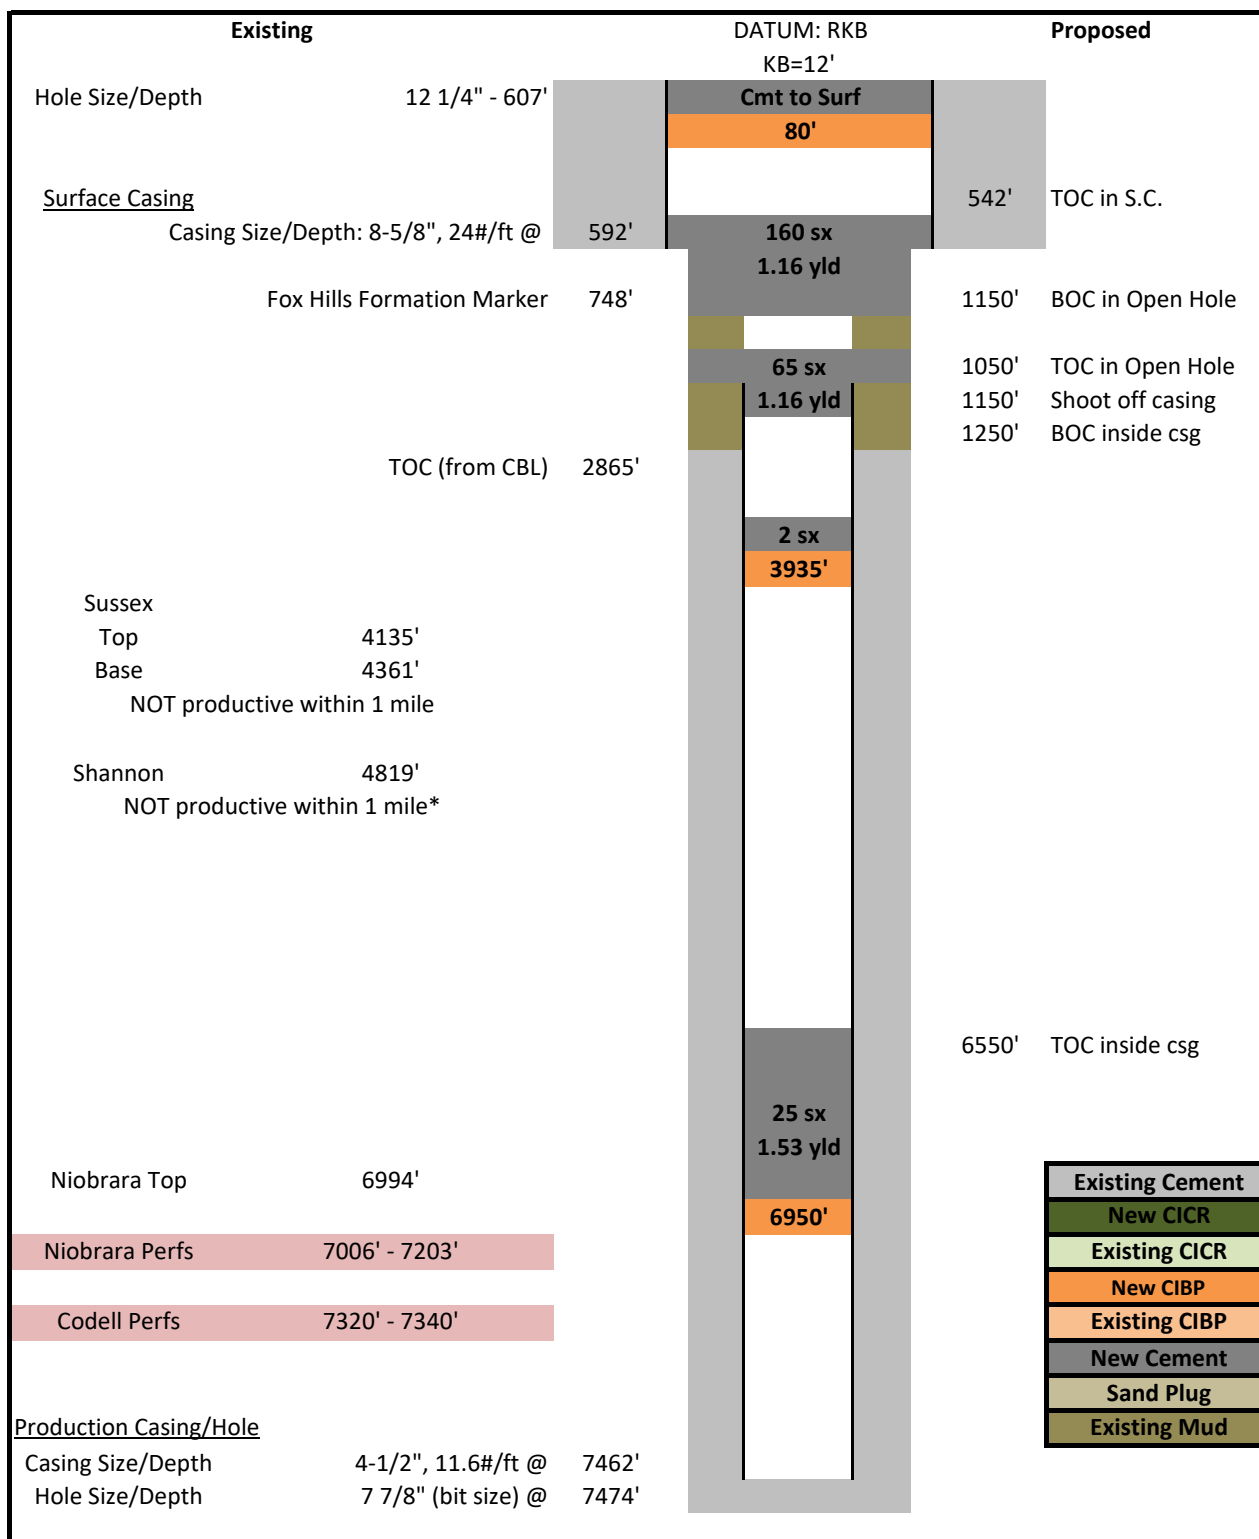 Existing DATUM: RKB Proposed
KB=12'
Hole Size/Depth 12 1/4" - 607' Cmt to Surf
80'
Surface Casing 542' TOC in S.C.
Casing Size/Depth: 8-5/8", 24#/ft @ 592' 160 sx
1.16 yld
Fox Hills Formation Marker 748' 1150' BOC in Open Hole
65 sx 1050' TOC in Open Hole
1.16 yld 1150' Shoot off casing
1250' BOC inside csg
TOC (from CBL) 2865'
2 sx
3935'
Sussex
Top 4135'
Base 4361'
NOT productive within 1 mile
Shannon 4819'
NOT productive within 1 mile*
6550' TOC inside csg
25 sx
1.53 yld
Niobrara Top 6994' Existing Cement
6950' New CICR
Niobrara Perfs 7006' - 7203' Existing CICR
New CIBP
Codell Perfs 7320' - 7340' Existing CIBP
New Cement
Sand Plug
Production Casing/Hole Existing Mud
Casing Size/Depth 4-1/2", 11.6#/ft @ 7462'
Hole Size/Depth 7 7/8" (bit size) @ 7474'